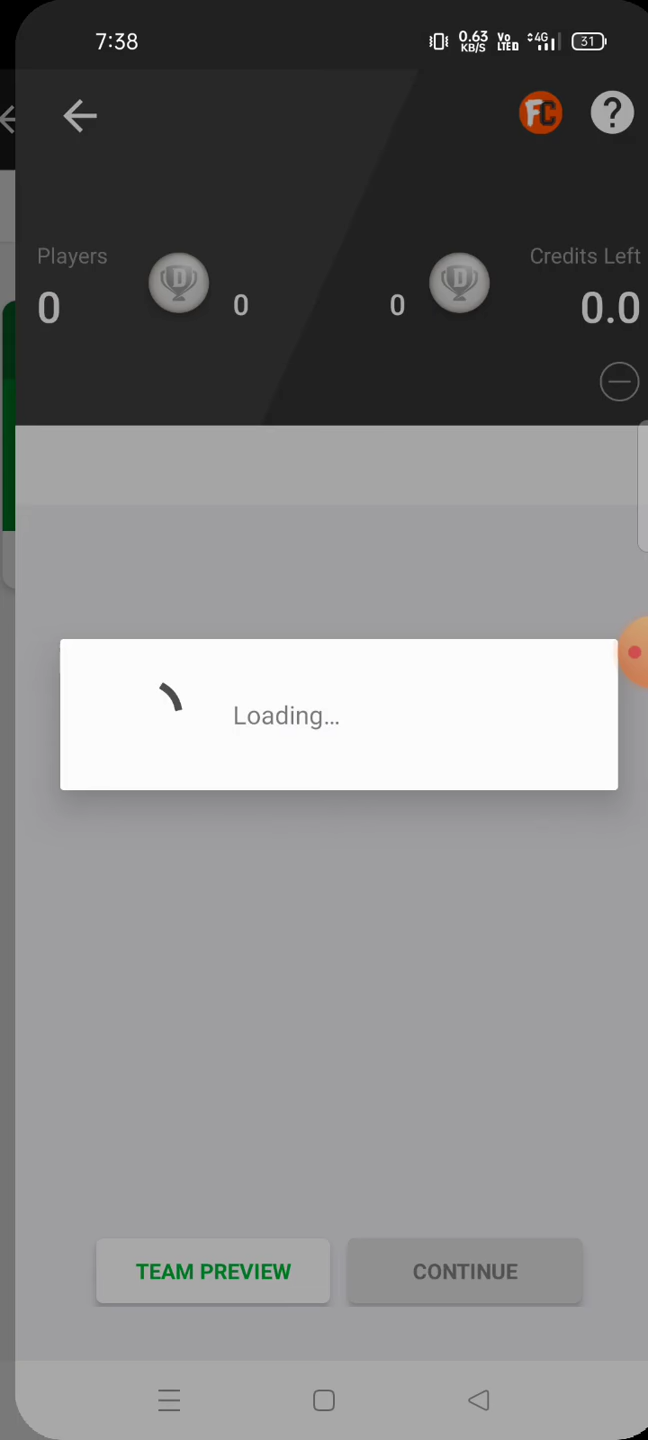 7:38
0.63
KB/S
Vo
LTE
4G
31
FC
?
Players
Credits Left
D
D
0
0
0
0.0
Loading...
TEAM PREVIEW
CONTINUE